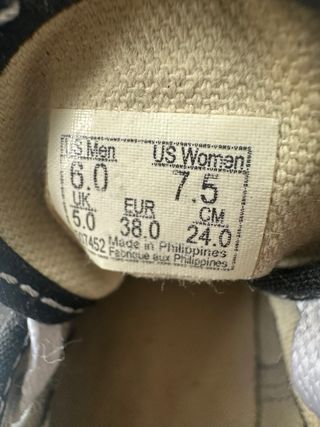 US Men US Women
6.0 7.5
UK EUR CM
5.0 38.0 24.0
Made in Philippines
Fabrique aux Philippines